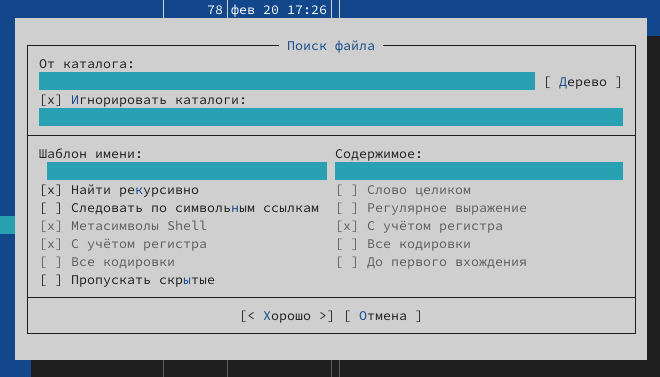 78 фев 20 17:26
Поиск файла
От каталога:
[ Дерево ]
[x] Игнорировать каталоги:
Шаблон имени: Содержимое:
[x] Найти рекурсивно [ ] Слово целиком
[ ] Следовать по символьным ссылкам [ ] Регулярное выражение
[x] Метасимволы Shell [x] С учётом регистра
[x] С учётом регистра [ ] Все кодировки
[ ] Все кодировки [ ] До первого вхождения
[ ] Пропускать скрытые
[< Хорошо >] [ Отмена ]